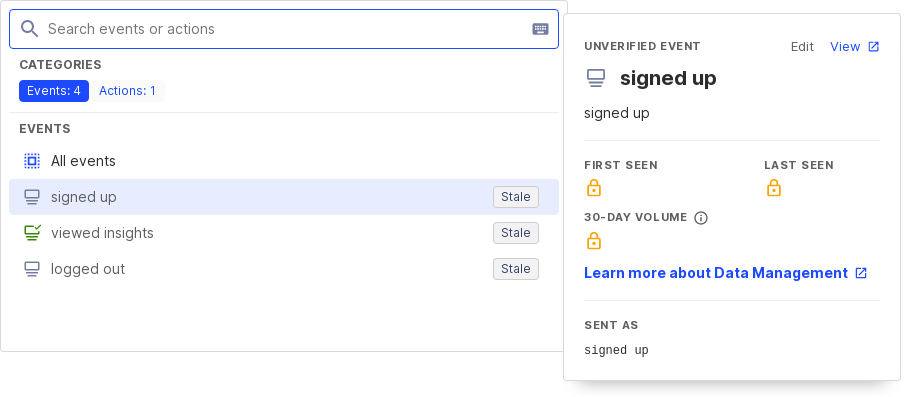 Search events or actions
CATEGORIES
Events: 4 Actions: 1
EVENTS
All events
signed up Stale
viewed insights Stale
logged out Stale
UNVERIFIED EVENT Edit View
signed up
signed up
FIRST SEEN LAST SEEN
30-DAY VOLUME
Learn more about Data Management
SENT AS
signed up